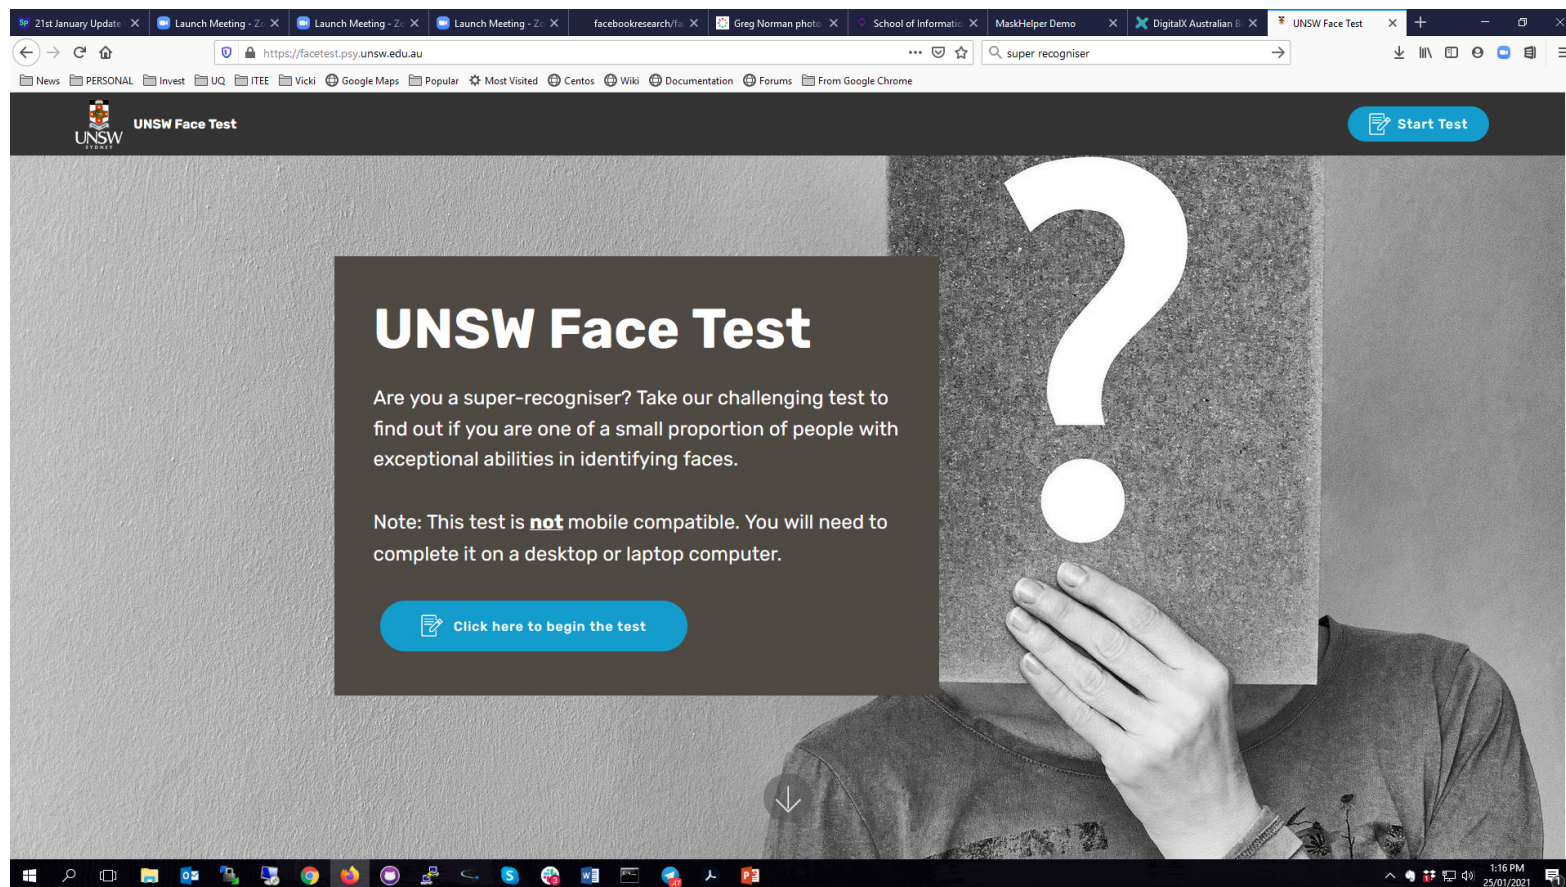 21st January Update
Launch Meeting - Zo
Launch Meeting - Zo
Launch Meeting - Zo
facebookresearch/fai
Greg Norman photo
School of Informatio
MaskHelper Demo
DigitalX Australian Bi
UNSW Face Test
https://facetest.psy.unsw.edu.au
super recogniser
News PERSONAL Invest UQ ITEE Vicki Google Maps Popular Most Visited Centos Wiki Documentation Forums From Google Chrome
UNSW
SYDNEY
UNSW Face Test
Start Test
?
UNSW Face Test
Are you a super-recogniser? Take our challenging test to
find out if you are one of a small proportion of people with
exceptional abilities in identifying faces.
Note: This test is not mobile compatible. You will need to
complete it on a desktop or laptop computer.
Click here to begin the test
1:16 PM
25/01/2021